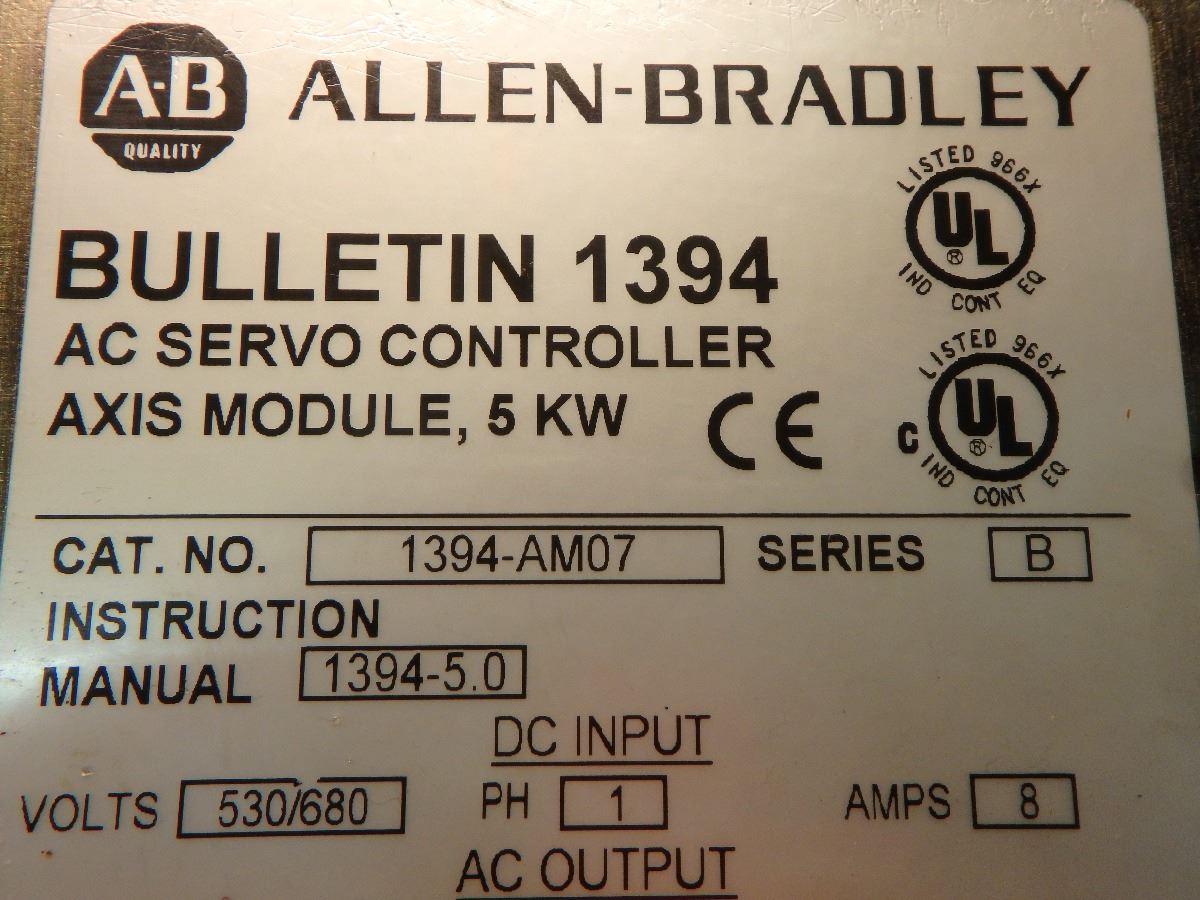 A-B ALLEN-BRADLEY
QUALITY
LISTED 966X
UL
®
IND CONT EQ
BULLETIN 1394
AC SERVO CONTROLLER
AXIS MODULE, 5 KW CE
LISTED 966X
C UL
®
IND CONT EQ
CAT. NO. 1394-AM07 SERIES B
INSTRUCTION
MANUAL 1394-5.0
DC INPUT
VOLTS 530/680 PH 1 AMPS 8
AC OUTPUT